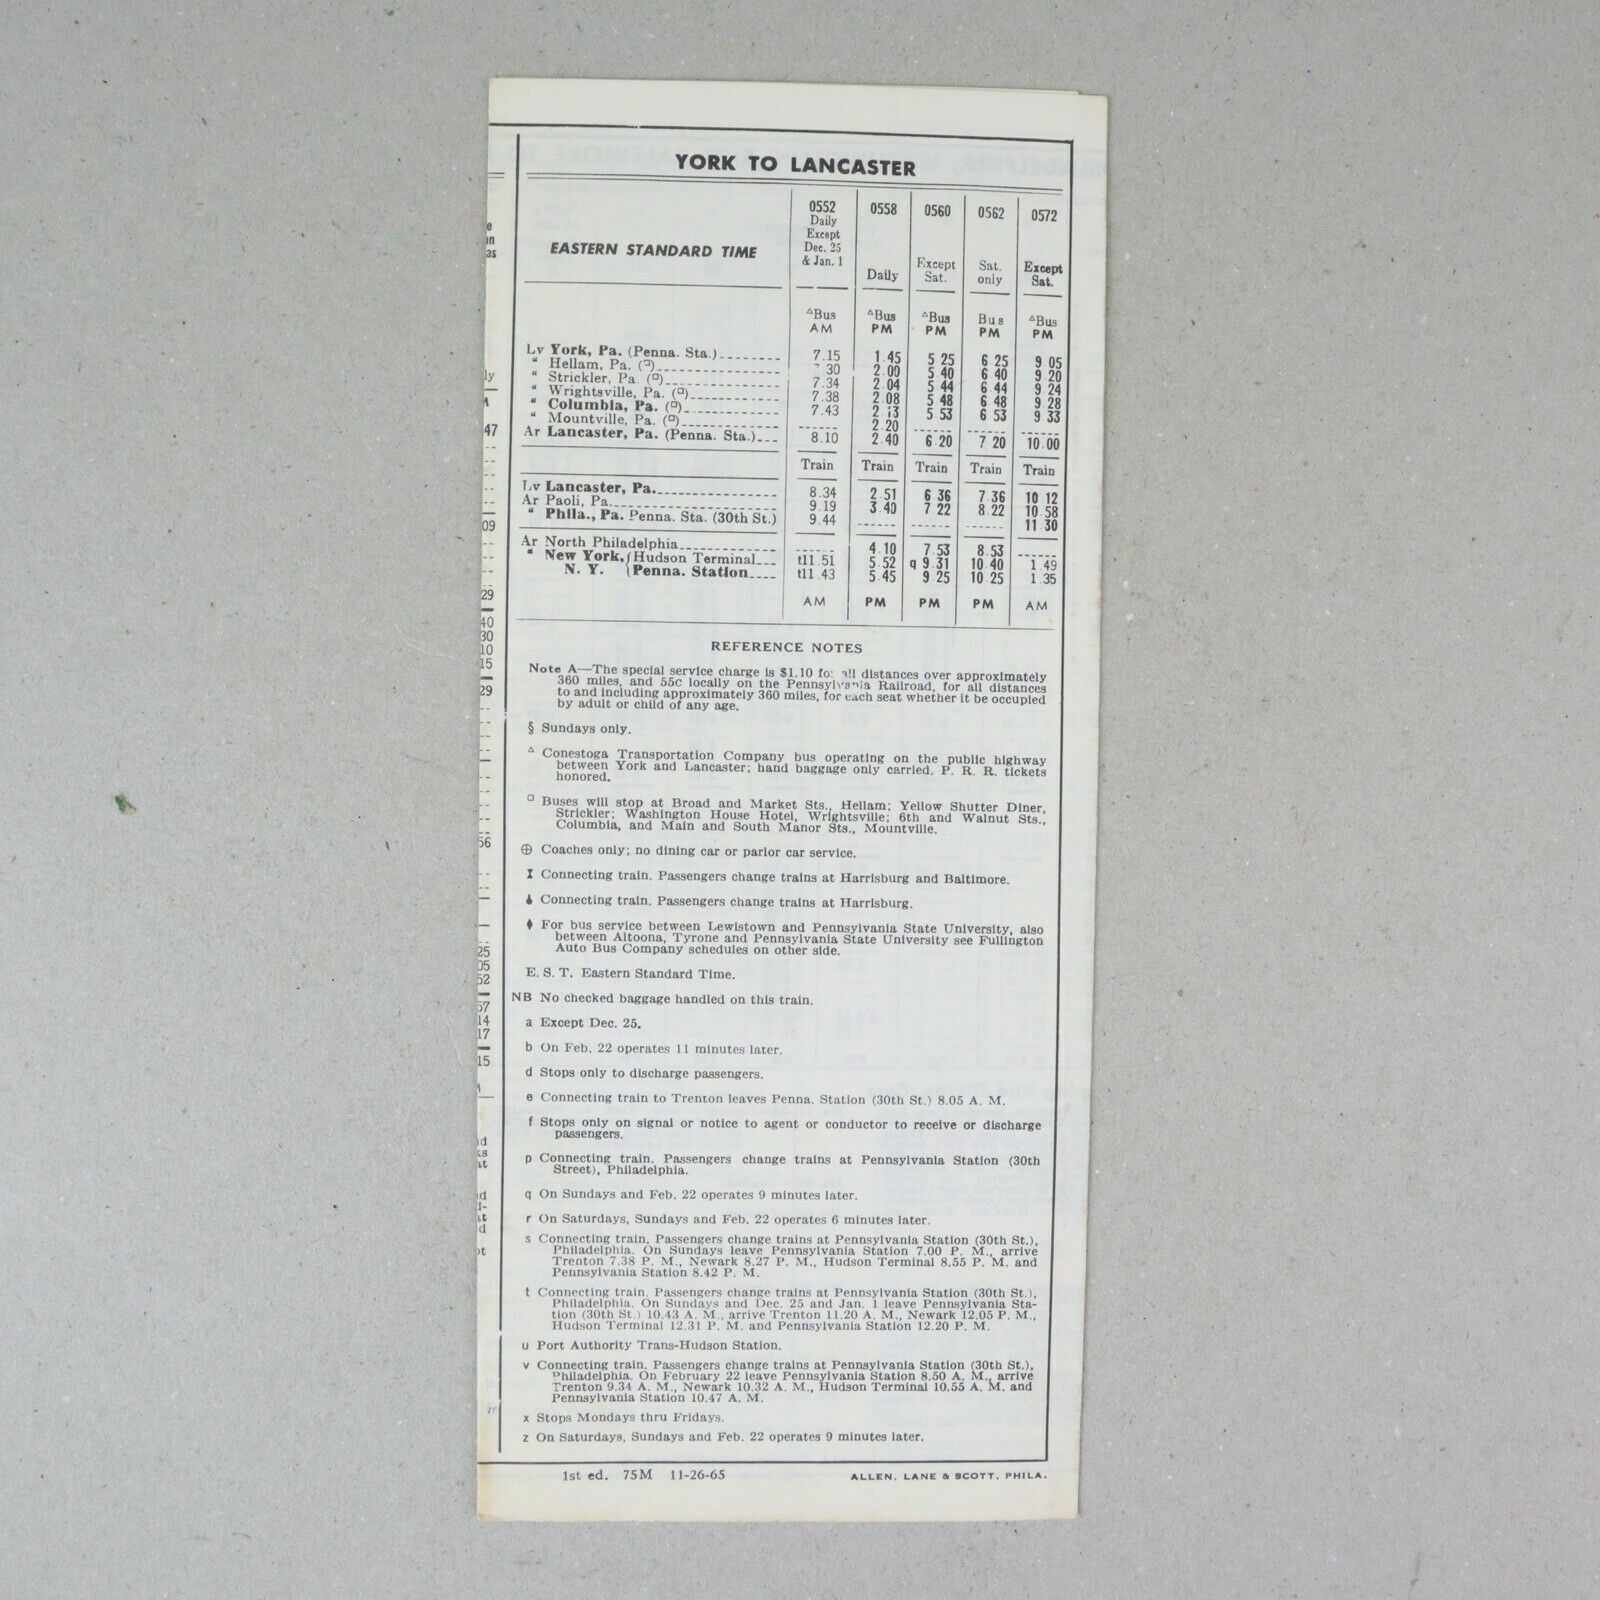 YORK TO LANCASTER
EASTERN STANDARD TIME
0552 Daily Except Dec. 25 & Jan. 1
0558 Daily
0560 Except Sat.
0562 Sat. only
0572 Except Sat.
△Bus AM △Bus PM △Bus PM Bus PM △Bus PM
Lv York, Pa. (Penna. Sta.) 7.15 1.45 5 25 6 25 9 05
“ Hellam, Pa. (□) 30 2.00 5 40 6 40 9 20
“ Strickler, Pa. (□) 7.34 2.04 5 44 6.44 9 24
“ Wrightsville, Pa. (□) 7.38 2.08 5 48 6 48 9 28
“ Columbia, Pa. (□) 7.43 2 13 5 53 6 53 9 33
“ Mountville, Pa. (□) ------ 2.20 ------ ------ ------
Ar Lancaster, Pa. (Penna. Sta.) 8.10 2.40 6.20 7 20 10.00
Train Train Train Train Train
Lv Lancaster, Pa. 8.34 2 51 6 36 7.36 10 12
Ar Paoli, Pa. 9.19 3.40 7 22 8.22 10.58
“ Phila., Pa. Penna. Sta. (30th St.) 9.44 ------ ------ ------ 11 30
Ar North Philadelphia ------ 4.10 7.53 8.53 ------
“ New York, { Hudson Terminal t11.51 5 52 q 9.31 10.40 1.49
N. Y. { Penna. Station t11.43 5.45 9 25 10 25 1 35
AM PM PM PM AM
REFERENCE NOTES
Note A—The special service charge is $1.10 for all distances over approximately
360 miles, and 55c locally on the Pennsylvania Railroad, for all distances
to and including approximately 360 miles, for each seat whether it be occupied
by adult or child of any age.
§ Sundays only.
△ Conestoga Transportation Company bus operating on the public highway
between York and Lancaster; hand baggage only carried. P. R. R. tickets
honored.
□ Buses will stop at Broad and Market Sts., Hellam; Yellow Shutter Diner,
Strickler; Washington House Hotel, Wrightsville; 6th and Walnut Sts.,
Columbia, and Main and South Manor Sts., Mountville.
⊕ Coaches only; no dining car or parlor car service.
Connecting train. Passengers change trains at Harrisburg and Baltimore.
Connecting train. Passengers change trains at Harrisburg.
♦ For bus service between Lewistown and Pennsylvania State University, also
between Altoona, Tyrone and Pennsylvania State University see Fullington
Auto Bus Company schedules on other side.
E. S. T. Eastern Standard Time.
NB No checked baggage handled on this train.
a Except Dec. 25.
b On Feb. 22 operates 11 minutes later.
d Stops only to discharge passengers.
e Connecting train to Trenton leaves Penna. Station (30th St.) 8.05 A. M.
f Stops only on signal or notice to agent or conductor to receive or discharge
passengers.
p Connecting train. Passengers change trains at Pennsylvania Station (30th
Street), Philadelphia.
q On Sundays and Feb. 22 operates 9 minutes later.
r On Saturdays, Sundays and Feb. 22 operates 6 minutes later.
s Connecting train. Passengers change trains at Pennsylvania Station (30th St.),
Philadelphia. On Sundays leave Pennsylvania Station 7.00 P. M., arrive
Trenton 7.38 P. M., Newark 8.27 P. M., Hudson Terminal 8.55 P. M. and
Pennsylvania Station 8.42 P. M.
t Connecting train. Passengers change trains at Pennsylvania Station (30th St.),
Philadelphia. On Sundays and Dec. 25 and Jan. 1 leave Pennsylvania Sta-
tion (30th St.) 10.43 A. M., arrive Trenton 11.20 A. M., Newark 12.05 P. M.,
Hudson Terminal 12.31 P. M. and Pennsylvania Station 12.20 P. M.
u Port Authority Trans-Hudson Station.
v Connecting train. Passengers change trains at Pennsylvania Station (30th St.),
Philadelphia. On February 22 leave Pennsylvania Station 8.50 A. M., arrive
Trenton 9.34 A. M., Newark 10.32 A. M., Hudson Terminal 10.55 A. M. and
Pennsylvania Station 10.47 A. M.
x Stops Mondays thru Fridays.
z On Saturdays, Sundays and Feb. 22 operates 9 minutes later.
1st ed. 75M 11-26-65 ALLEN, LANE & SCOTT, PHILA.